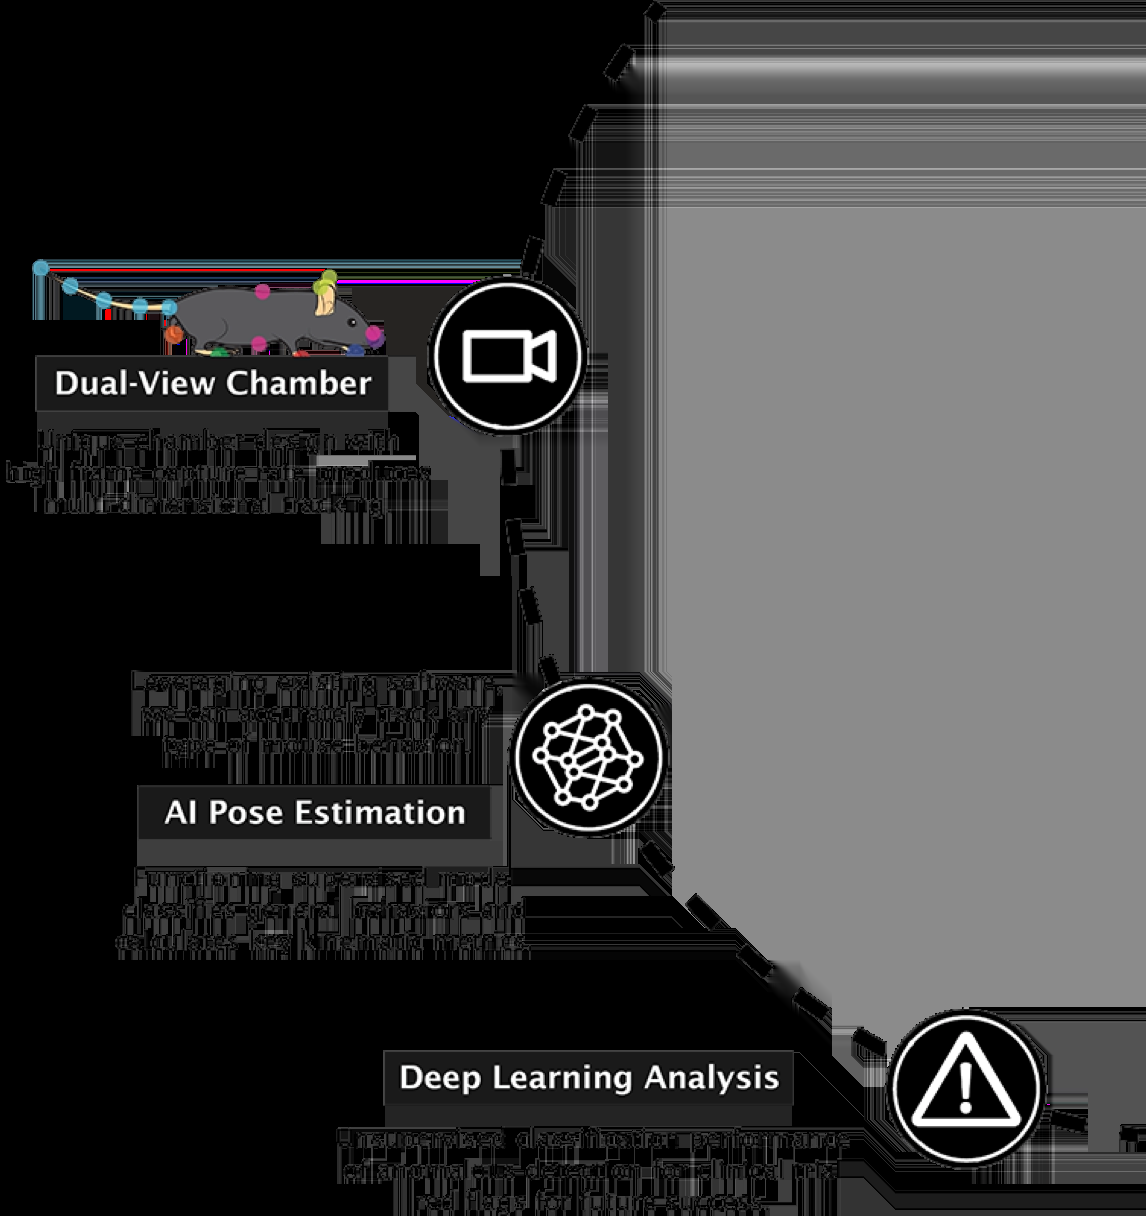 Dual-View Chamber
Unique chamber design with
high frame capture rate produces
multidimensional tracking
Leveraging existing software,
we can accurately track any
type of mouse behavior.
AI Pose Estimation
Functioning supervised model
classifies general behaviors and
calculates key kinematic metrics.
Deep Learning Analysis
Unsupervised classification performance
of anomalous detection for clinical trial
red flags for future success.